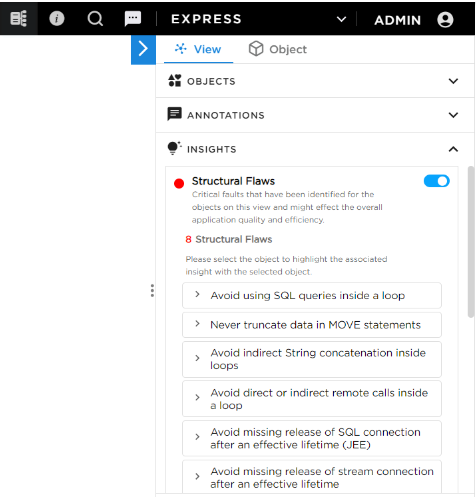 EXPRESS
ADMIN
View
Object
OBJECTS
ANNOTATIONS
INSIGHTS
Structural Flaws
Critical faults that have been identified for the
objects on this view and might effect the overall
application quality and efficiency.
8 Structural Flaws
Please select the object to highlight the associated
insight with the selected object.
Avoid using SQL queries inside a loop
Never truncate data in MOVE statements
Avoid indirect String concatenation inside
loops
Avoid direct or indirect remote calls inside
a loop
Avoid missing release of SQL connection
after an effective lifetime (JEE)
Avoid missing release of stream connection
after an effective lifetime